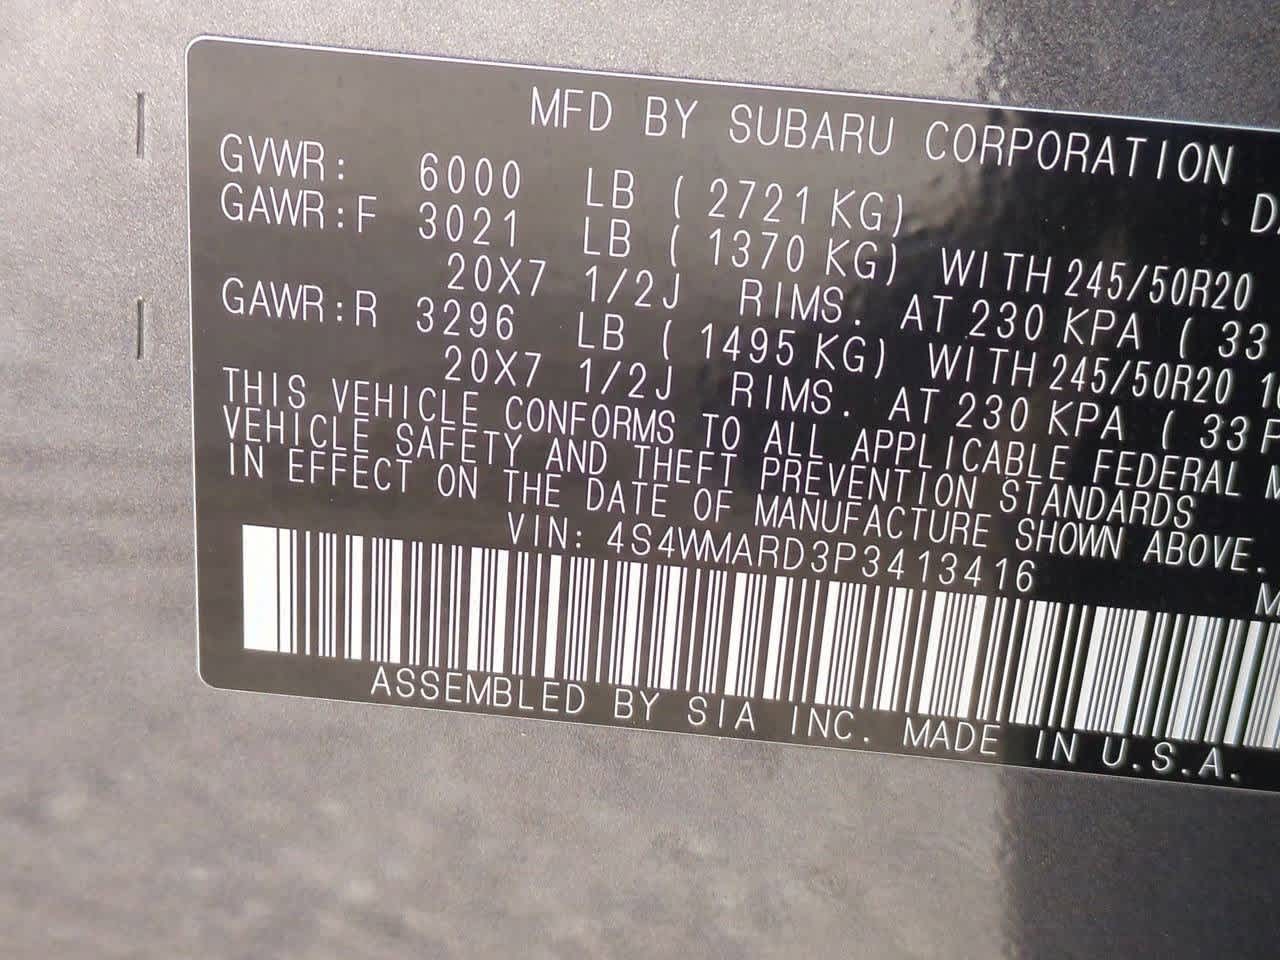 MFD BY SUBARU CORPORATION
GVWR: 6000 LB ( 2721 KG)
GAWR:F 3021 LB ( 1370 KG) WITH 245/50R20
20X7 1/2J RIMS. AT 230 KPA ( 33
GAWR:R 3296 LB ( 1495 KG) WITH 245/50R20
20X7 1/2J RIMS. AT 230 KPA ( 33
THIS VEHICLE CONFORMS TO ALL APPLICABLE FEDERAL
VEHICLE SAFETY AND THEFT PREVENTION STANDARDS
IN EFFECT ON THE DATE OF MANUFACTURE SHOWN ABOVE.
VIN: 4S4WMARD3P3413416
ASSEMBLED BY SIA INC. MADE IN U.S.A.